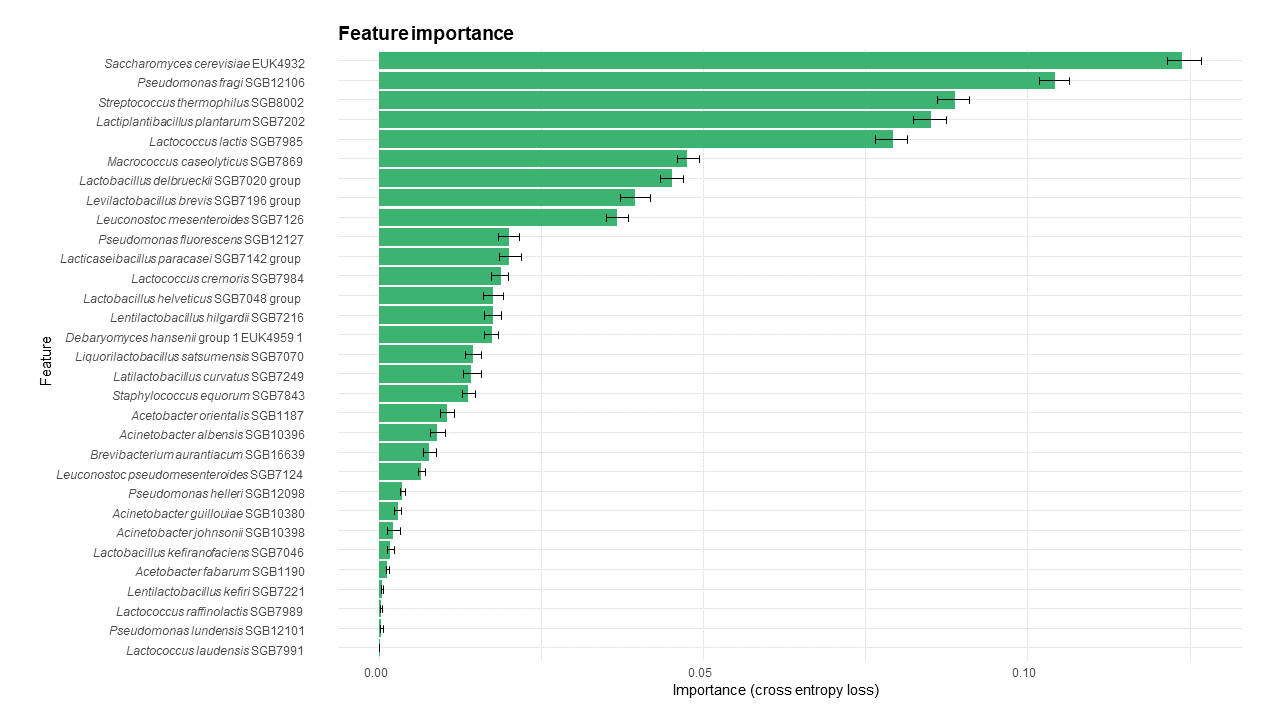 Feature importance
Saccharomyces cerevisiae EUK4932
Pseudomonas fragi SGB12106
Streptococcus thermophilus SGB8002
Lactiplantibacillus plantarum SGB7202
Lactococcus lactis SGB7985
Macrococcus caseolyticus SGB7869
Lactobacillus delbrueckii SGB7020 group
Levilactobacillus brevis SGB7196 group
Leuconostoc mesenteroides SGB7126
Pseudomonas fluorescens SGB12127
Lacticaseibacillus paracasei SGB7142 group
Lactococcus cremoris SGB7984
Lactobacillus helveticus SGB7048 group
Lentilactobacillus hilgardii SGB7216
Debaryomyces hansenii group 1 EUK4959 1
Liquorilactobacillus satsumensis SGB7070
Latilactobacillus curvatus SGB7249
Staphylococcus equorum SGB7843
Acetobacter orientalis SGB1187
Acinetobacter albensis SGB10396
Brevibacterium aurantiacum SGB16639
Leuconostoc pseudomesenteroides SGB7124
Pseudomonas helleri SGB12098
Acinetobacter guillouiae SGB10380
Acinetobacter johnsonii SGB10398
Lactobacillus kefiranofaciens SGB7046
Acetobacter fabarum SGB1190
Lentilactobacillus kefiri SGB7221
Lactococcus raffinolactis SGB7989
Pseudomonas lundensis SGB12101
Lactococcus laudensis SGB7991
Feature
0.00 0.05 0.10
Importance (cross entropy loss)